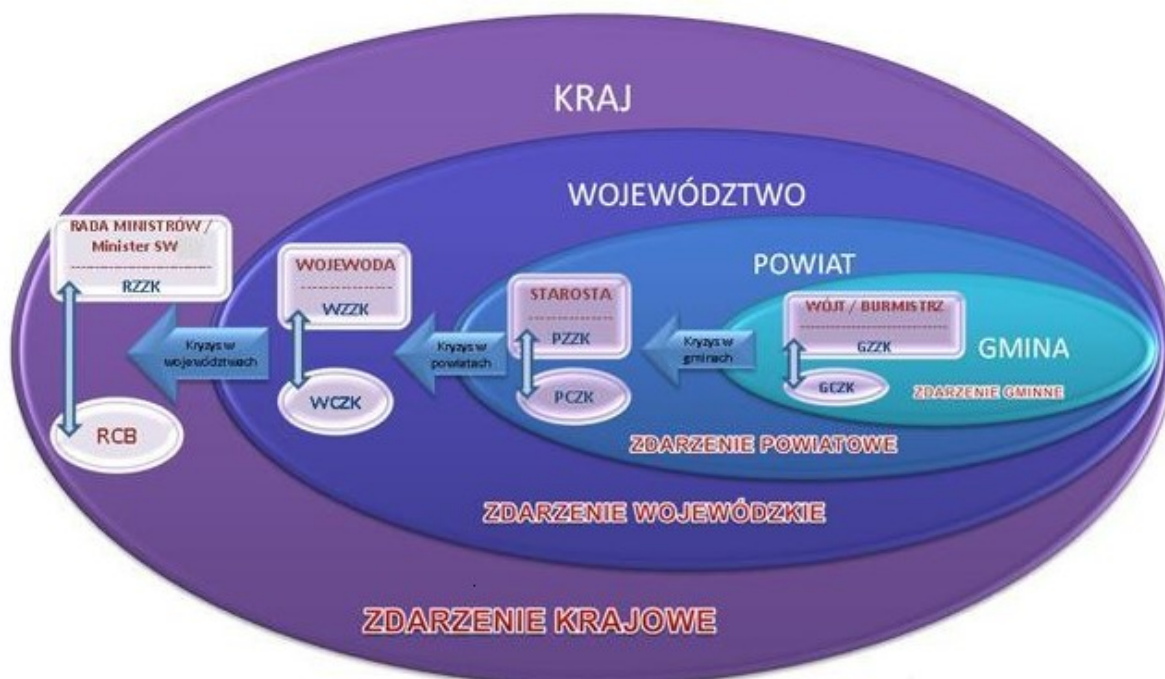 KRAJ
WOJEWÓDZTWO
POWIAT
GMINA
RADA MINISTRÓW /
Minister SW
RZZK
RCB
Kryzys w
województwach
WOJEWODA
WZZK
WCZK
Kryzys w
powiatach
STAROSTA
PZZK
PCZK
Kryzys w
gminach
WÓJT / BURMISTRZ
GZZK
GCZK
ZDARZENIE GMINNE
ZDARZENIE POWIATOWE
ZDARZENIE WOJEWÓDZKIE
ZDARZENIE KRAJOWE